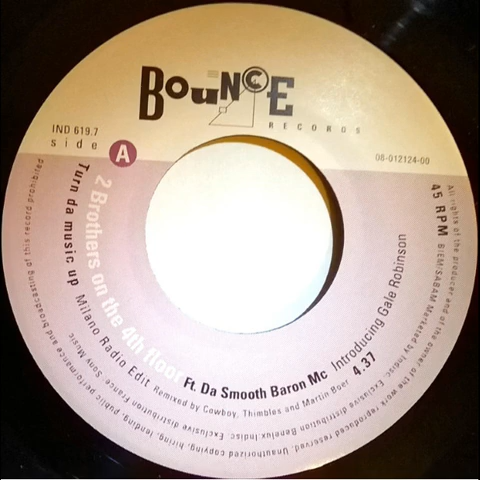 BOUNCE
RECORDS
IND 619.7
side A
08-012124-00
45 RPM
BIEM/SABAM
2 Brothers on the 4th floor Ft. Da Smooth Baron Mc Introducing Gale Robinson
Turn da music up Milano Radio Edit Remixed by Cowboy, Thimbles and Martin Boer 4.37
All rights of the producer and of the owner of the work reproduced reserved. Unauthorized copying, hiring, lending, public performance and broadcasting of this record prohibited
Marketed by Indisc. Exclusive distribution Benelux:Indisc. Exclusive distribution France: Sony Music